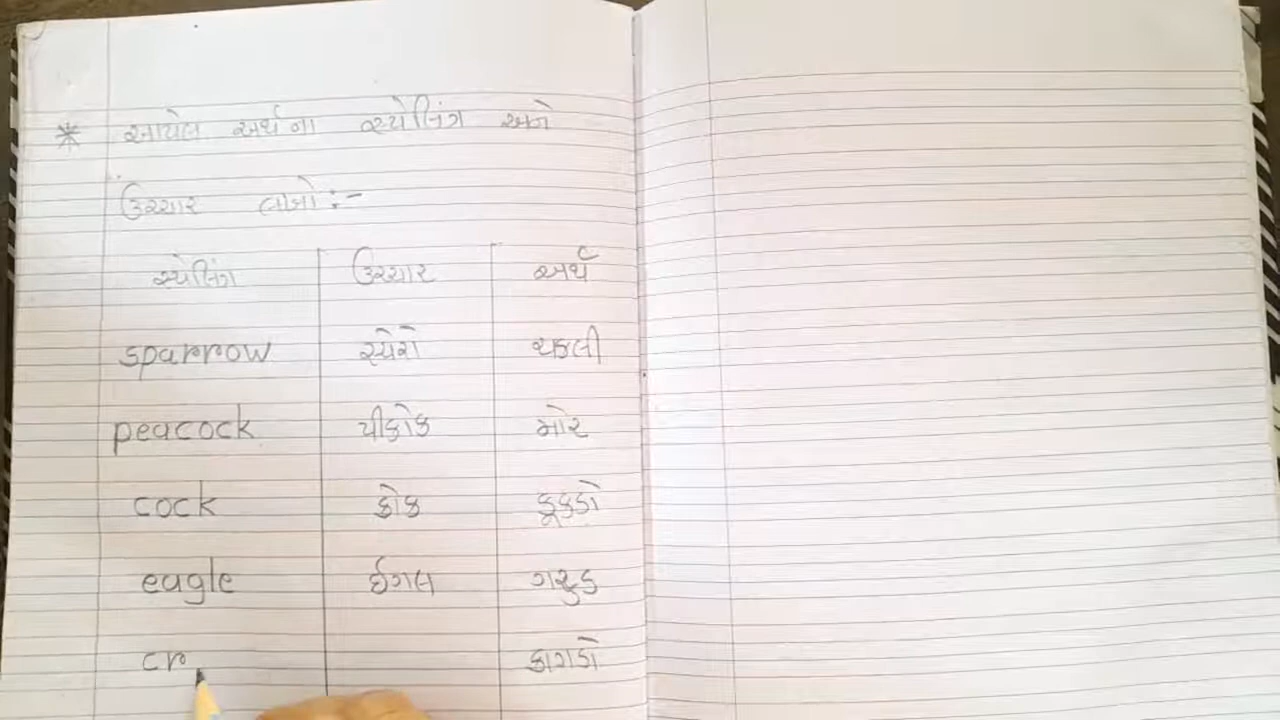 * આપેલ અર્થના સ્પેલિંગ અને
ઉચ્ચાર લખો :-
સ્પેલિંગ ઉચ્ચાર અર્થ
sparrow સ્પેરો ચકલી
peacock પીકોક મોર
cock કોક કૂકડો
eagle ઈગલ ગરુડ
cr કાગડો